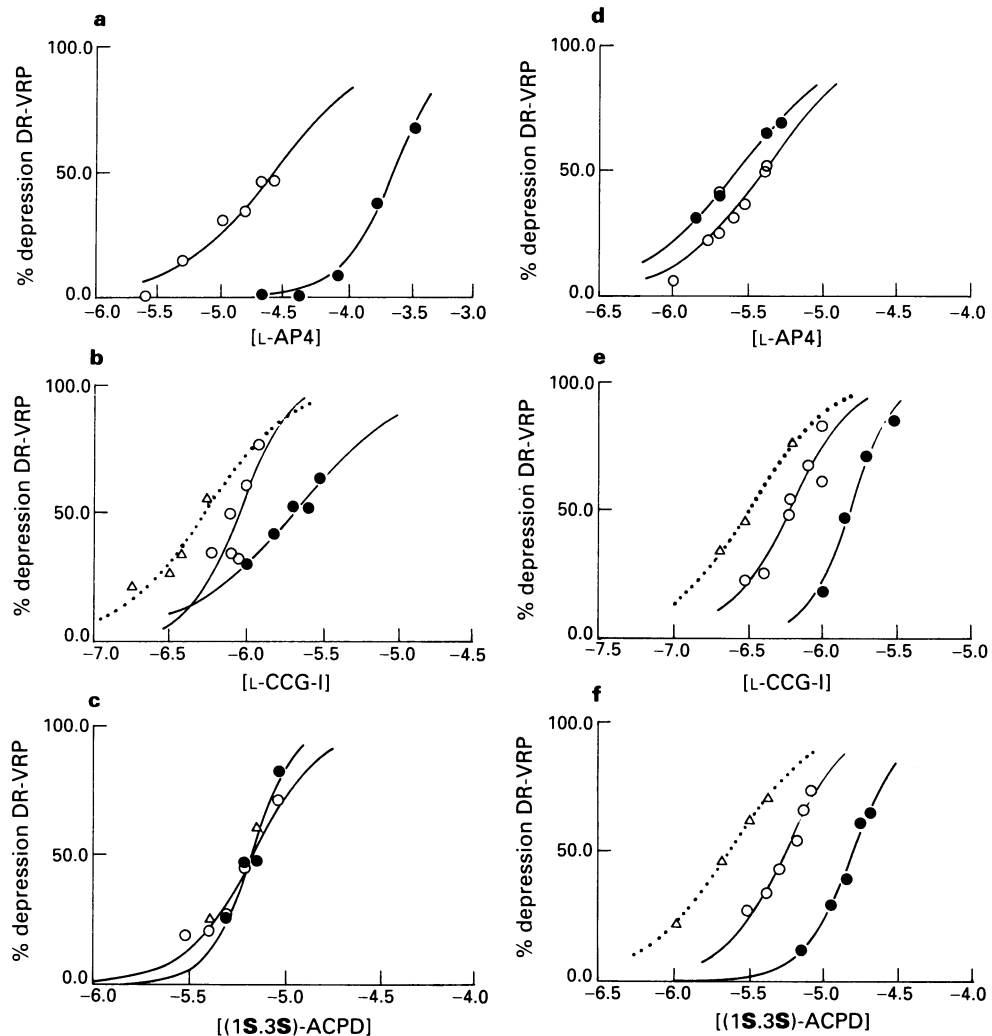 a
100.0
50.0
0.0
% depression DR-VRP
−6.0 −5.5 −5.0 −4.5 −4.0 −3.5 −3.0
[L-AP4]
b
100.0
50.0
0.0
% depression DR-VRP
−7.0 −6.5 −6.0 −5.5 −5.0 −4.5
[L-CCG-I]
c
100.0
50.0
0.0
% depression DR-VRP
−6.0 −5.5 −5.0 −4.5 −4.0
[(1S.3S)-ACPD]
d
100.0
50.0
0.0
% depression DR-VRP
−6.5 −6.0 −5.5 −5.0 −4.5 −4.0
[L-AP4]
e
100.0
50.0
0.0
% depression DR-VRP
−7.5 −7.0 −6.5 −6.0 −5.5 −5.0
[L-CCG-I]
f
100.0
50.0
0.0
% depression DR-VRP
−6.5 −6.0 −5.5 −5.0 −4.5 −4.0
[(1S.3S)-ACPD]